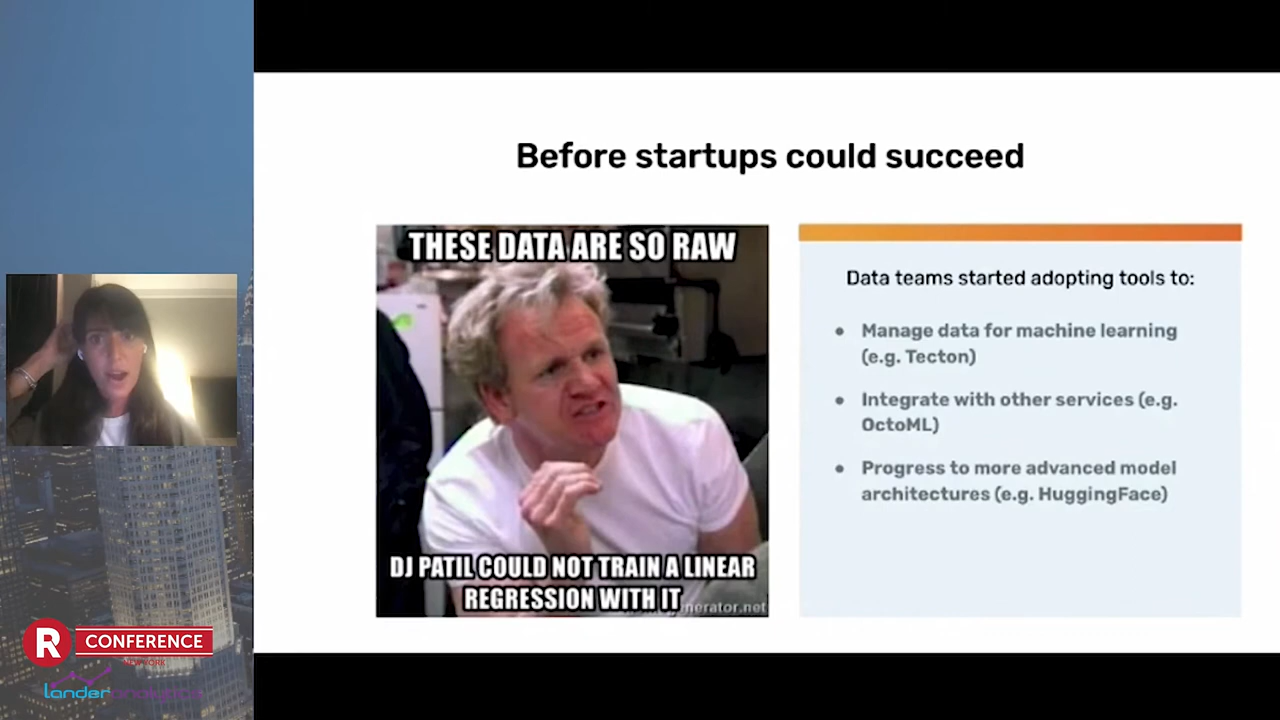 Before startups could succeed
THESE DATA ARE SO RAW
DJ PATIL COULD NOT TRAIN A LINEAR
REGRESSION WITH IT
nerator.net
Data teams started adopting tools to:
● Manage data for machine learning
(e.g. Tecton)
● Integrate with other services (e.g.
OctoML)
● Progress to more advanced model
architectures (e.g. HuggingFace)
R CONFERENCE
NEW YORK
lander analytics